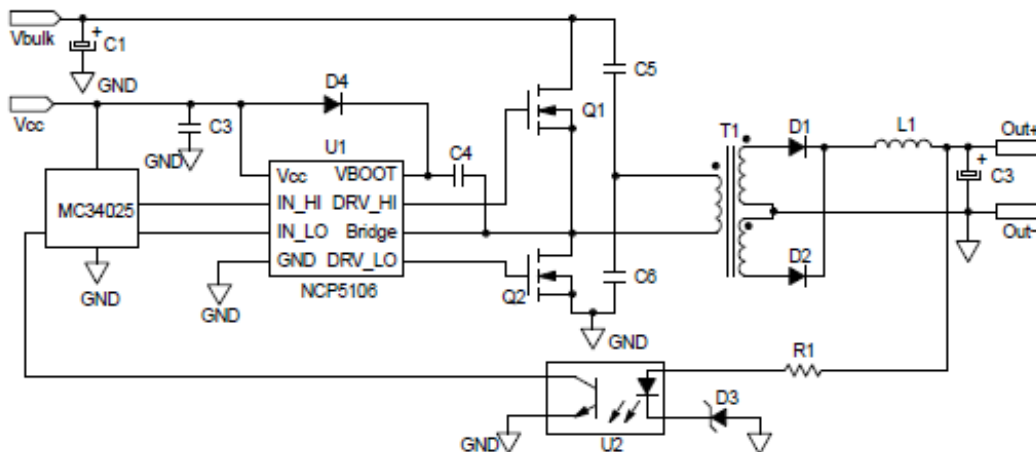 Vbulk
C1
GND
Vcc
C3
GND
D4
U1
C4
Q1
C5
T1
D1
L1
Out+
C3
Out-
MC34025
GND
Vcc VBOOT
IN_HI DRV_HI
IN_LO Bridge
GND DRV_LO
NCP5106
Q2
C6
D2
GND
R1
D3
GND
U2